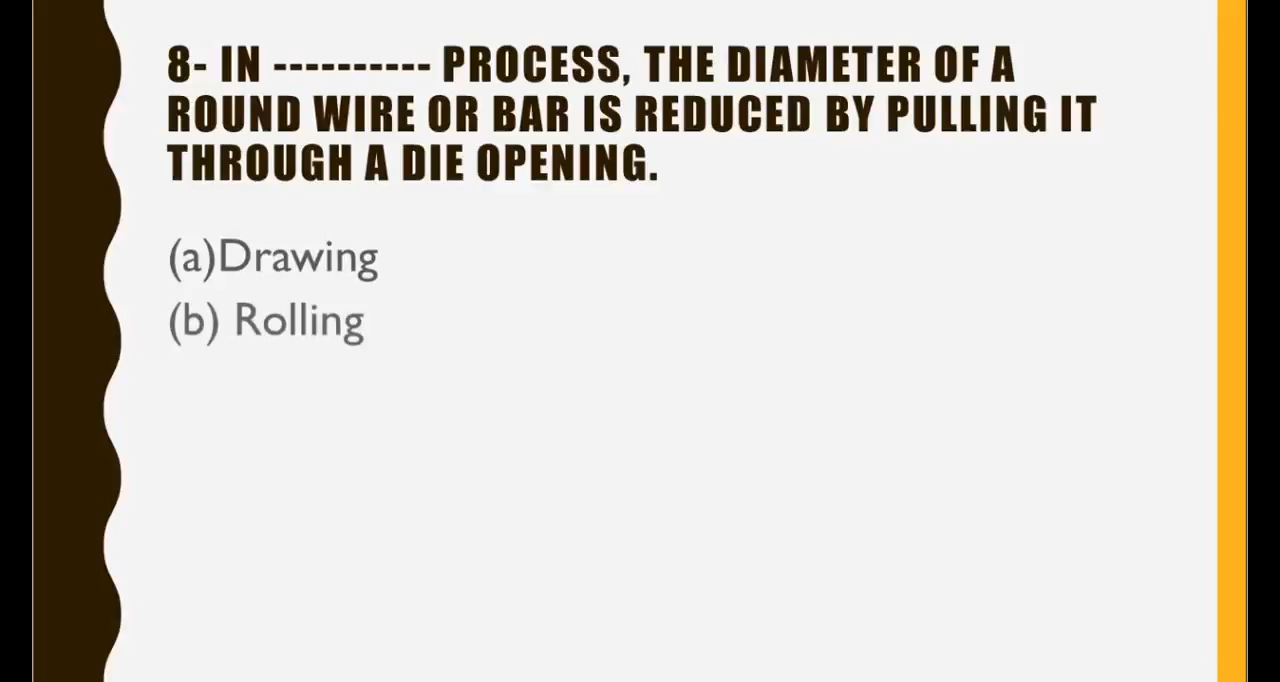 8- IN ---------- PROCESS, THE DIAMETER OF A
ROUND WIRE OR BAR IS REDUCED BY PULLING IT
THROUGH A DIE OPENING.
(a)Drawing
(b) Rolling